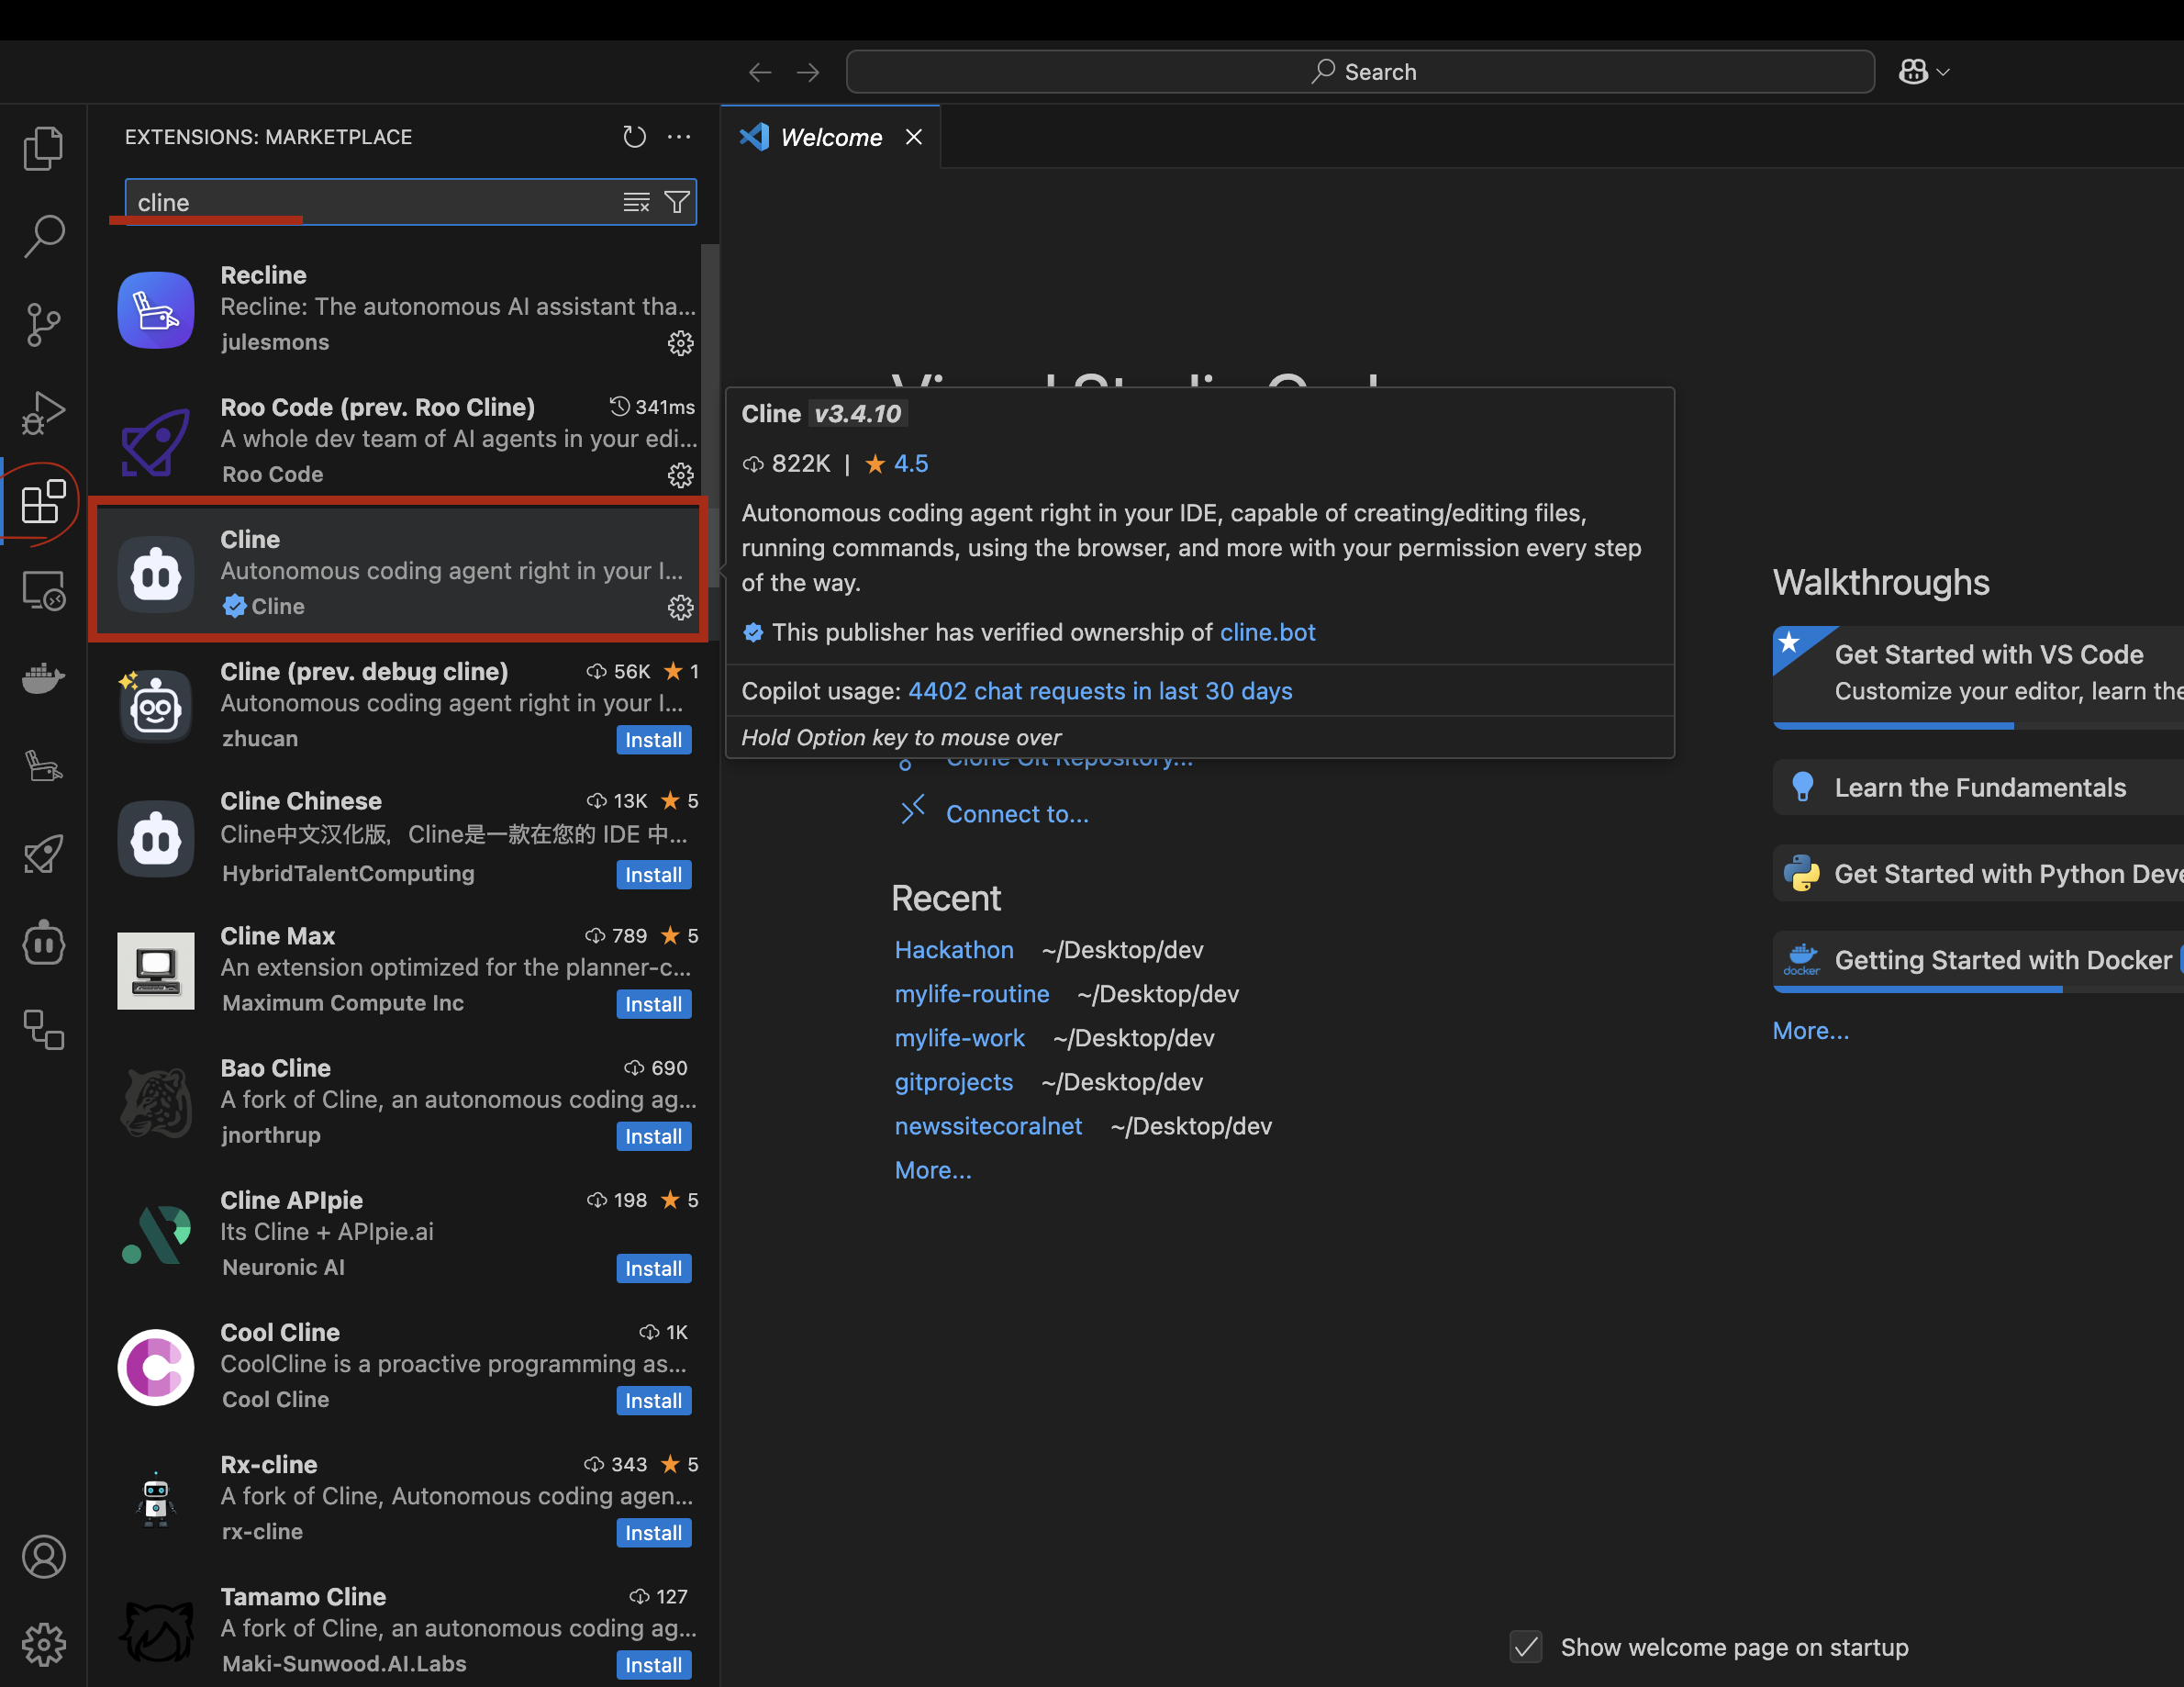 Search
EXTENSIONS: MARKETPLACE
Welcome
cline
Recline
Recline: The autonomous AI assistant tha...
julesmons
Roo Code (prev. Roo Cline) 341ms
A whole dev team of AI agents in your edi...
Roo Code
Cline
Autonomous coding agent right in your I...
Cline
Cline (prev. debug cline) 56K 1
Autonomous coding agent right in your I...
zhucan Install
Cline Chinese 13K 5
Cline中文汉化版，Cline是一款在您的 IDE 中...
HybridTalentComputing Install
Cline Max 789 5
An extension optimized for the planner-c...
Maximum Compute Inc Install
Bao Cline 690
A fork of Cline, an autonomous coding ag...
jnorthrup Install
Cline APIpie 198 5
Its Cline + APIpie.ai
Neuronic AI Install
Cool Cline 1K
CoolCline is a proactive programming as...
Cool Cline Install
Rx-cline 343 5
A fork of Cline, Autonomous coding agen...
rx-cline Install
Tamamo Cline 127
A fork of Cline, an autonomous coding ag...
Maki-Sunwood.AI.Labs Install
Cline v3.4.10
822K | 4.5
Autonomous coding agent right in your IDE, capable of creating/editing files,
running commands, using the browser, and more with your permission every step
of the way.
This publisher has verified ownership of cline.bot
Copilot usage: 4402 chat requests in last 30 days
Hold Option key to mouse over
Clone Git Repository...
Connect to...
Recent
Hackathon ~/Desktop/dev
mylife-routine ~/Desktop/dev
mylife-work ~/Desktop/dev
gitprojects ~/Desktop/dev
newssitecoralnet ~/Desktop/dev
More...
Walkthroughs
Get Started with VS Code
Customize your editor, learn the
Learn the Fundamentals
Get Started with Python Deve
docker
Getting Started with Docker
More...
Show welcome page on startup